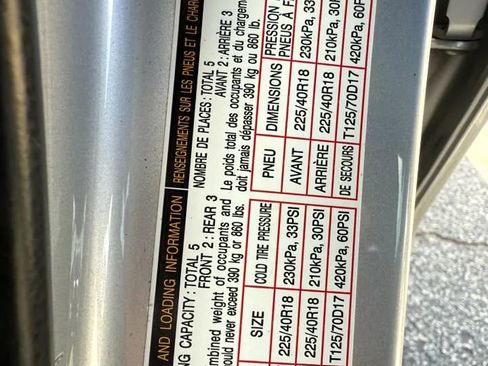 AND LOADING INFORMATION
NG CAPACITY : TOTAL 5
FRONT 2 : REAR 3
ombined weight of occupants and
ould never exceed 390 kg or 860 lbs.
SIZE COLD TIRE PRESSURE
225/40R18 230kPa, 33PSI
225/40R18 210kPa, 30PSI
T125/70D17 420kPa, 60PSI
RENSEIGNEMENTS SUR LES PNEUS ET LE CHAR
NOMBRE DE PLACES : TOTAL 5
AVANT 2 : ARRIÈRE 3
Le poids total des occupants et du chargem
doit jamais dépasser 390 kg ou 860 lb.
PNEU DIMENSIONS PRESSION PNEUS À F
AVANT 225/40R18 230kPa, 33
ARRIÈRE 225/40R18 210kPa, 30
DE SECOURS T125/70D17 420kPa, 60P